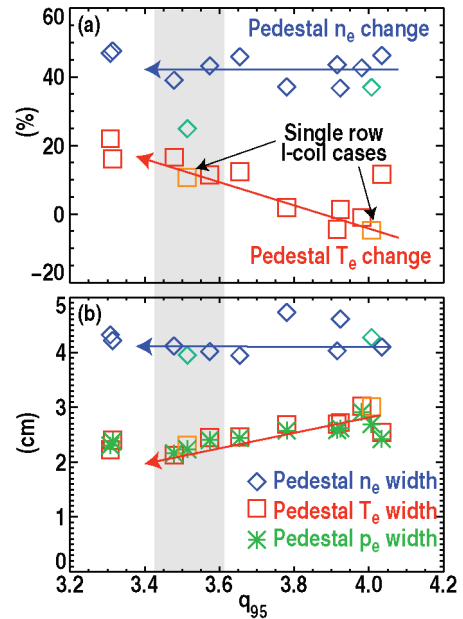 (a)
Pedestal nₑ change
60
40
20
0
−20
(%)
Single row
I-coil cases
Pedestal Tₑ change
(b)
5
4
3
2
1
0
(cm)
Pedestal nₑ width
Pedestal Tₑ width
Pedestal pₑ width
3.2 3.4 3.6 3.8 4.0 4.2
q₉₅